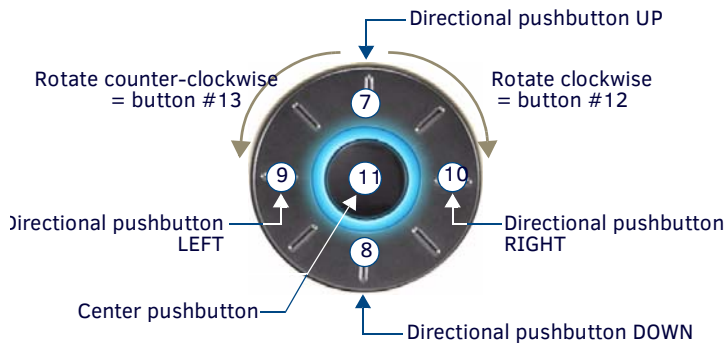 Directional pushbutton UP
Rotate counter-clockwise
= button #13
Rotate clockwise
= button #12
7
9
11
10
Directional pushbutton
LEFT
Directional pushbutton
RIGHT
8
Center pushbutton
Directional pushbutton DOWN